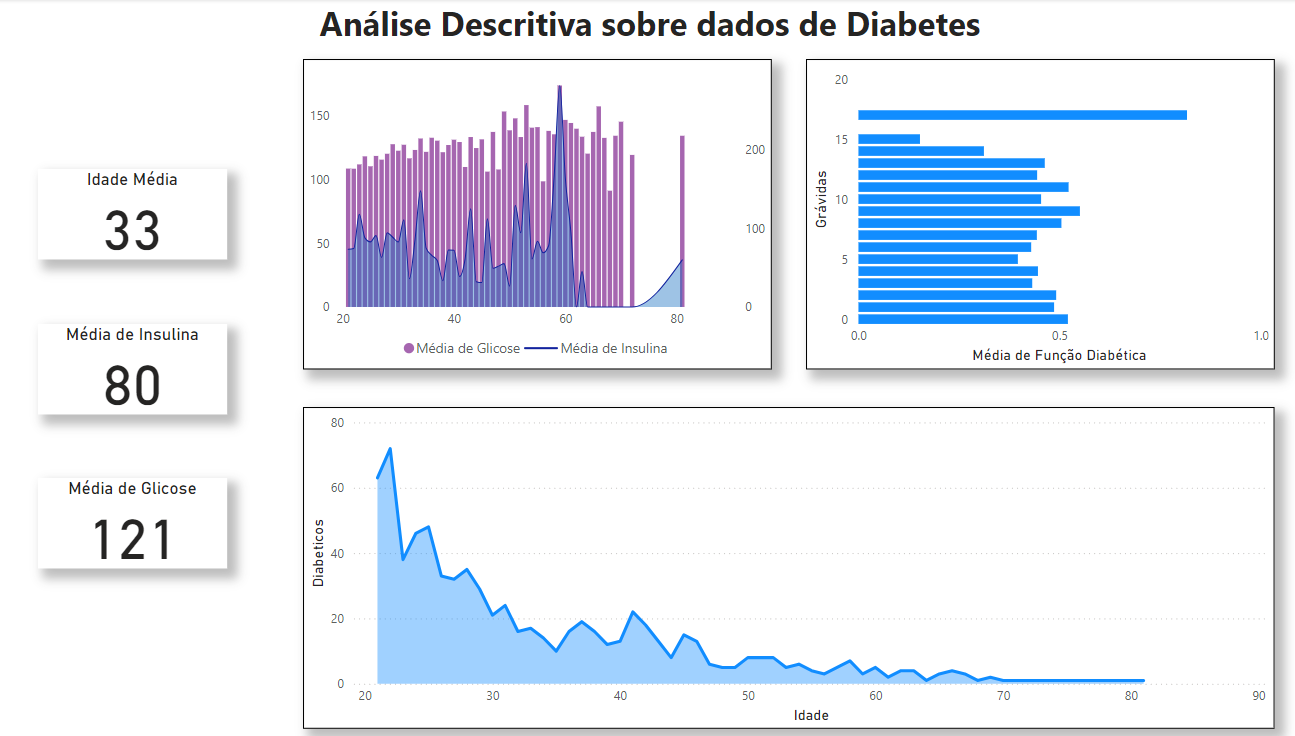 Análise Descritiva sobre dados de Diabetes
Idade Média
33
Média de Insulina
80
Média de Glicose
121
150
100
50
0
200
100
0
20 40 60 80
Média de Glicose Média de Insulina
20
15
10
5
0
Grávidas
0.0 0.5 1.0
Média de Função Diabética
80
60
40
20
0
Diabeticos
20 30 40 50 60 70 80 90
Idade